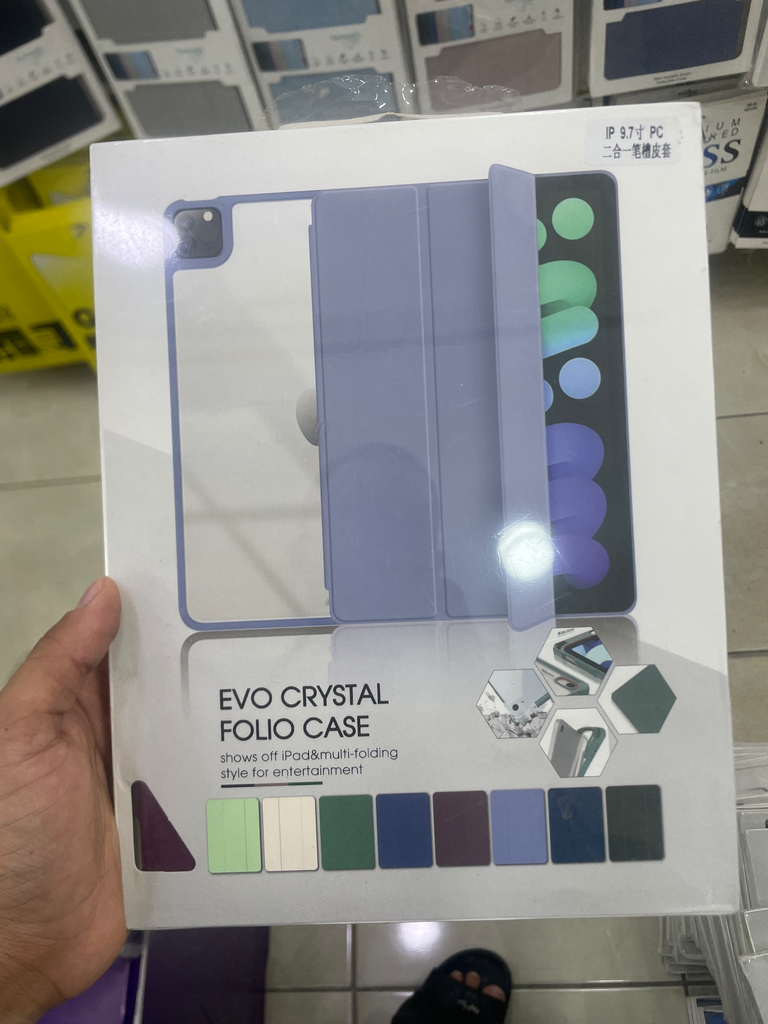 IP 9.7寸 PC
二合一笔槽皮套
EVO CRYSTAL
FOLIO CASE
shows off iPad&multi-folding
style for entertainment